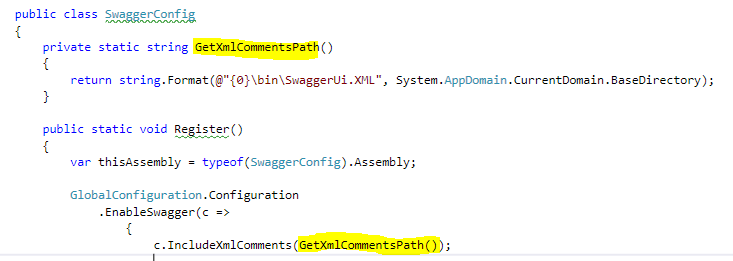 public class SwaggerConfig
{
private static string GetXmlCommentsPath()
{
return string.Format(@"{0}\bin\SwaggerUi.XML", System.AppDomain.CurrentDomain.BaseDirectory);
}
public static void Register()
{
var thisAssembly = typeof(SwaggerConfig).Assembly;
GlobalConfiguration.Configuration
.EnableSwagger(c =>
{
c.IncludeXmlComments(GetXmlCommentsPath());